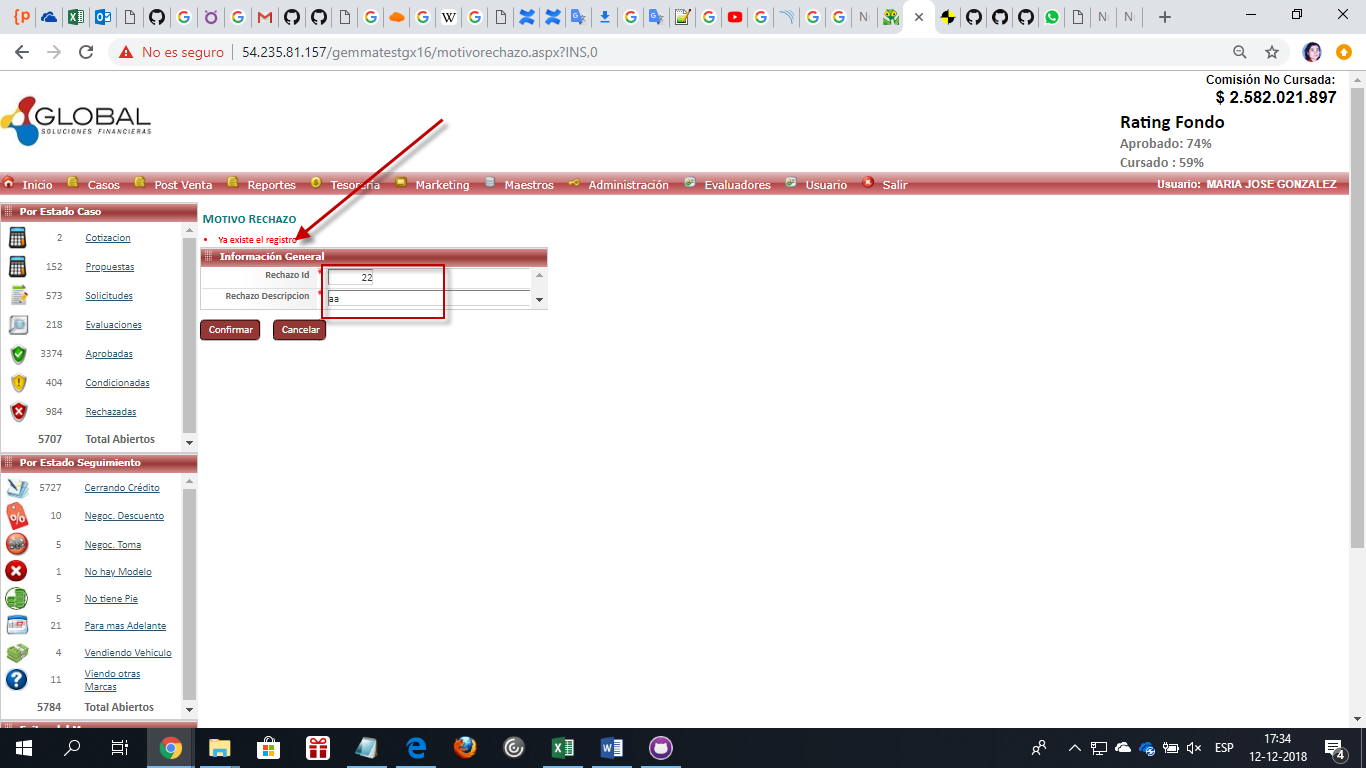 No es seguro 54.235.81.157/gemmatestgx16/motivorechazo.aspx?INS,0
Comisión No Cursada:
$ 2.582.021.897
GLOBAL
SOLUCIONES FINANCIERAS
Rating Fondo
Aprobado: 74%
Cursado : 59%
Inicio Casos Post Venta Reportes Tesorería Marketing Maestros Administración Evaluadores Usuario Salir Usuario: MARIA JOSE GONZALEZ
Por Estado Caso
2 Cotizacion
152 Propuestas
573 Solicitudes
218 Evaluaciones
3374 Aprobadas
404 Condicionadas
984 Rechazadas
5707 Total Abiertos
Por Estado Seguimiento
5727 Cerrando Crédito
10 Negoc. Descuento
5 Negoc. Toma
1 No hay Modelo
5 No tiene Pie
21 Para mas Adelante
4 Vendiendo Vehiculo
11 Viendo otras
Marcas
5784 Total Abiertos
MOTIVO RECHAZO
Ya existe el registro
Información General
Rechazo Id * 22
Rechazo Descripcion * aa
Confirmar Cancelar
ESP
17:34
12-12-2018
4